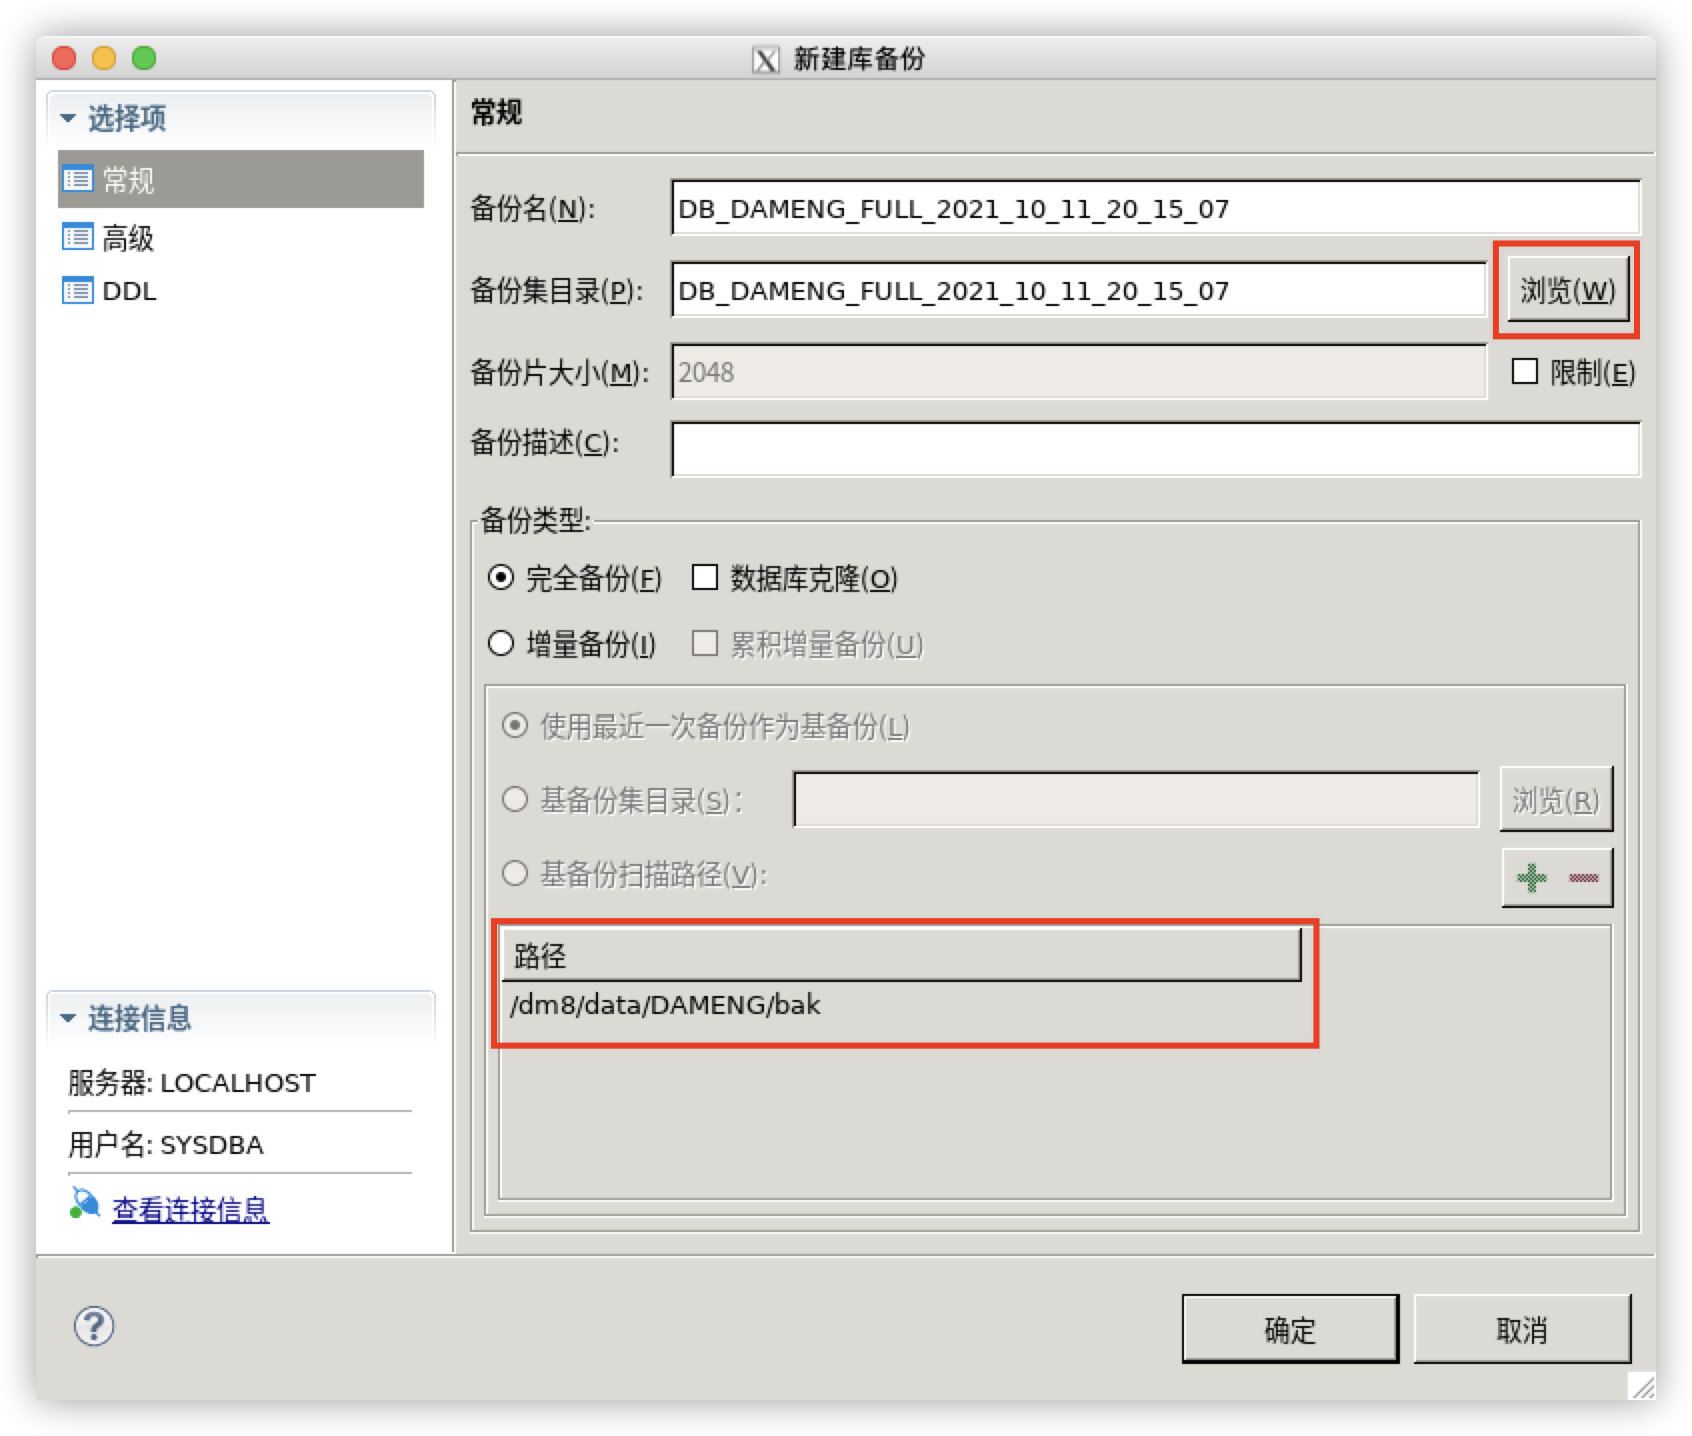 新建库备份
选择项
常规
高级
DDL
连接信息
服务器: LOCALHOST
用户名: SYSDBA
查看连接信息
常规
备份名(N): DB_DAMENG_FULL_2021_10_11_20_15_07
备份集目录(P): DB_DAMENG_FULL_2021_10_11_20_15_07 浏览(W)
备份片大小(M): 2048 限制(E)
备份描述(C):
备份类型:
完全备份(F) 数据库克隆(O)
增量备份(I) 累积增量备份(U)
使用最近一次备份作为基备份(L)
基备份集目录(S): 浏览(R)
基备份扫描路径(V):
路径
/dm8/data/DAMENG/bak
确定 取消